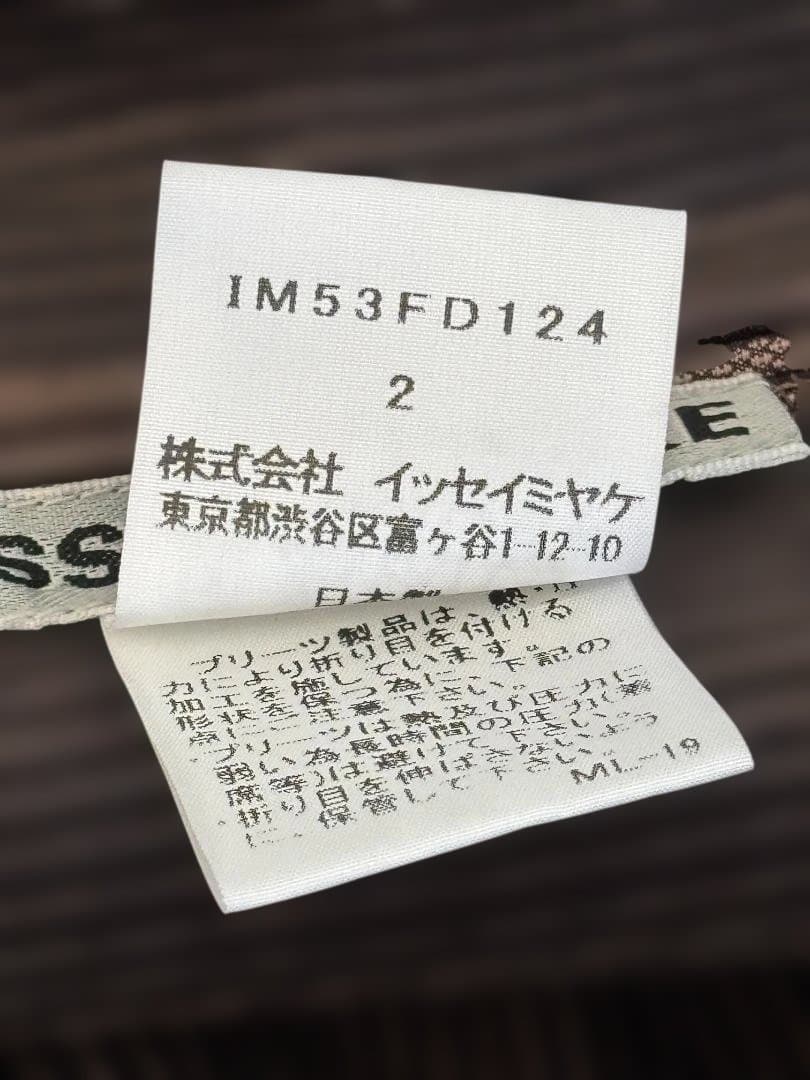 IM53FD124
2
株式会社 イッセイミヤケ
東京都渋谷区富ヶ谷1-12-10
日本製
SS
E
プリーツ製品は、熱・圧
力により折り目を付ける
加工を施しています。
形状を保つ為に、下記の
点にご注意下さい。
・プリーツは熱及び圧力に
弱い為長時間の圧力(着
席等)は避けて下さい。
・折り目を伸ばさないよう
に、保管して下さい。
ML-19